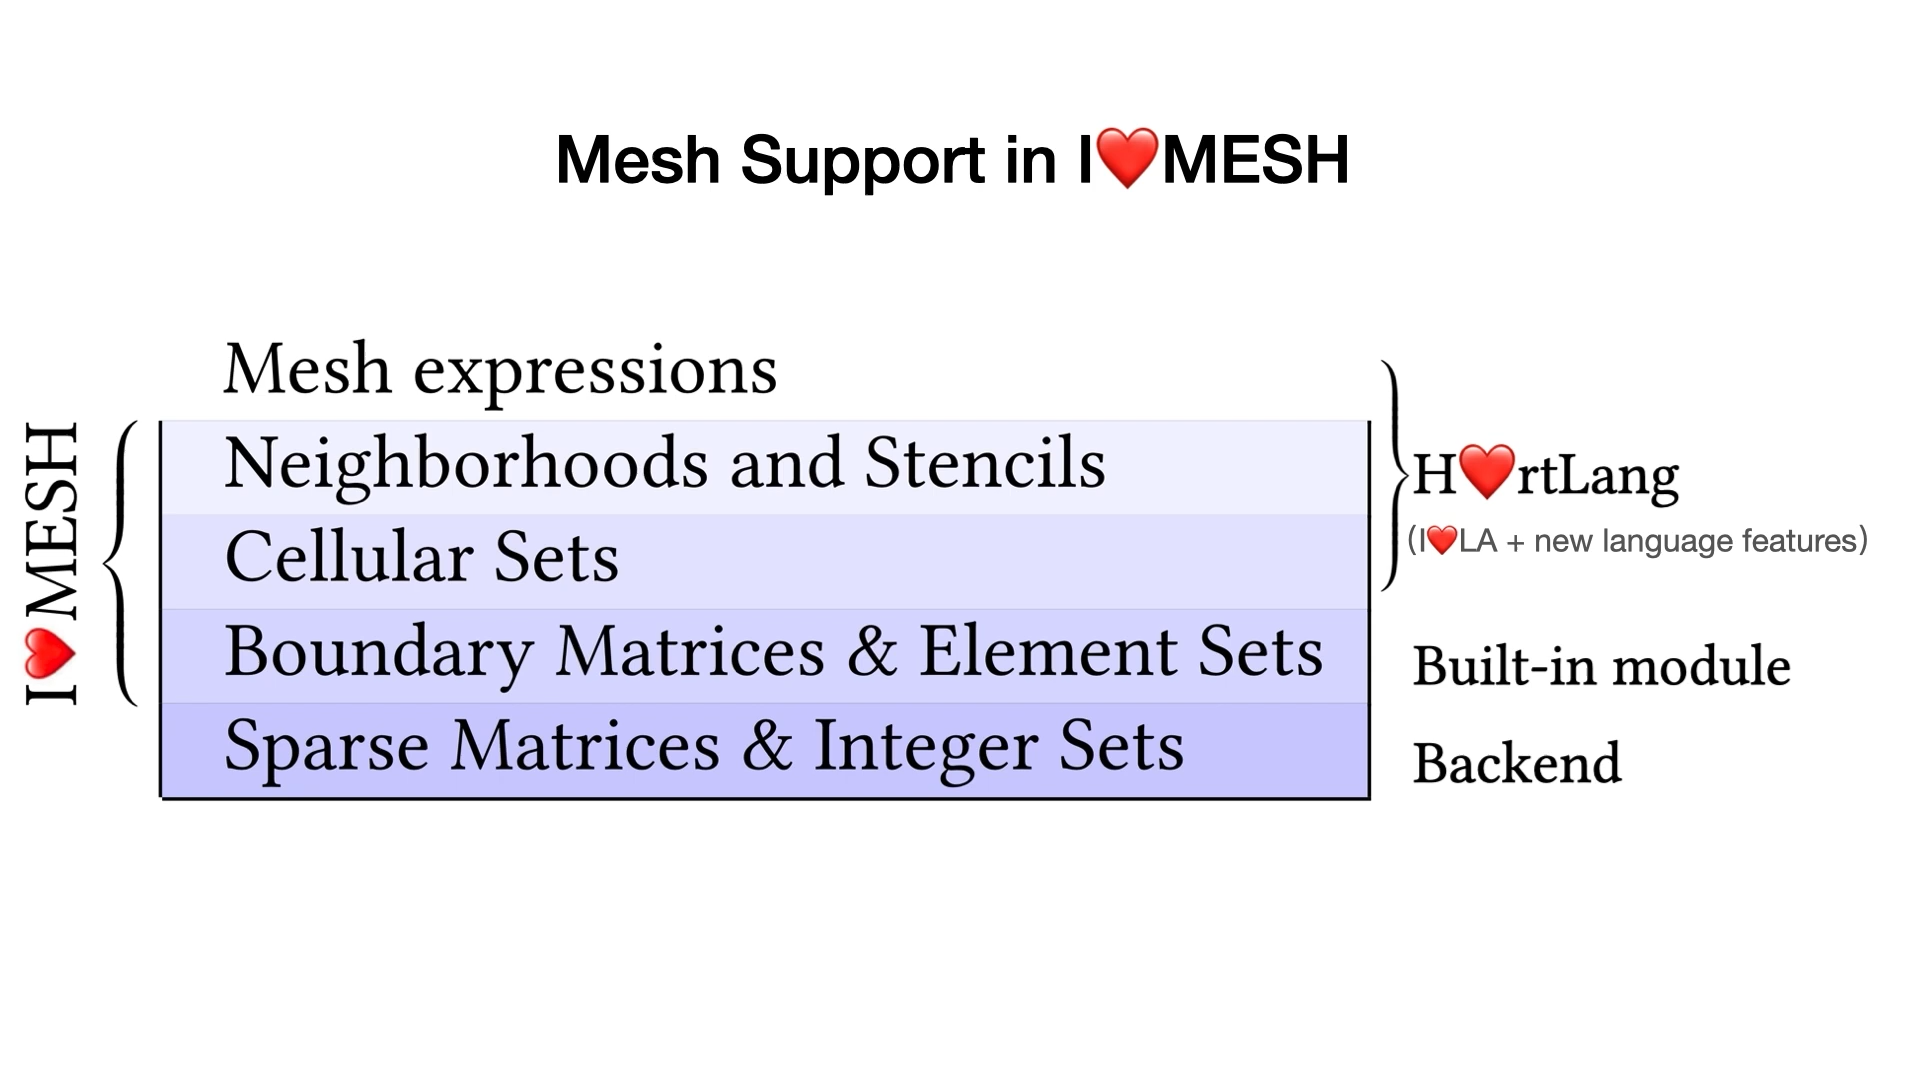 Mesh Support in I❤️MESH
I❤️MESH
Mesh expressions
Neighborhoods and Stencils
Cellular Sets
Boundary Matrices & Element Sets
Sparse Matrices & Integer Sets
H❤️rtLang
(I❤️LA + new language features)
Built-in module
Backend